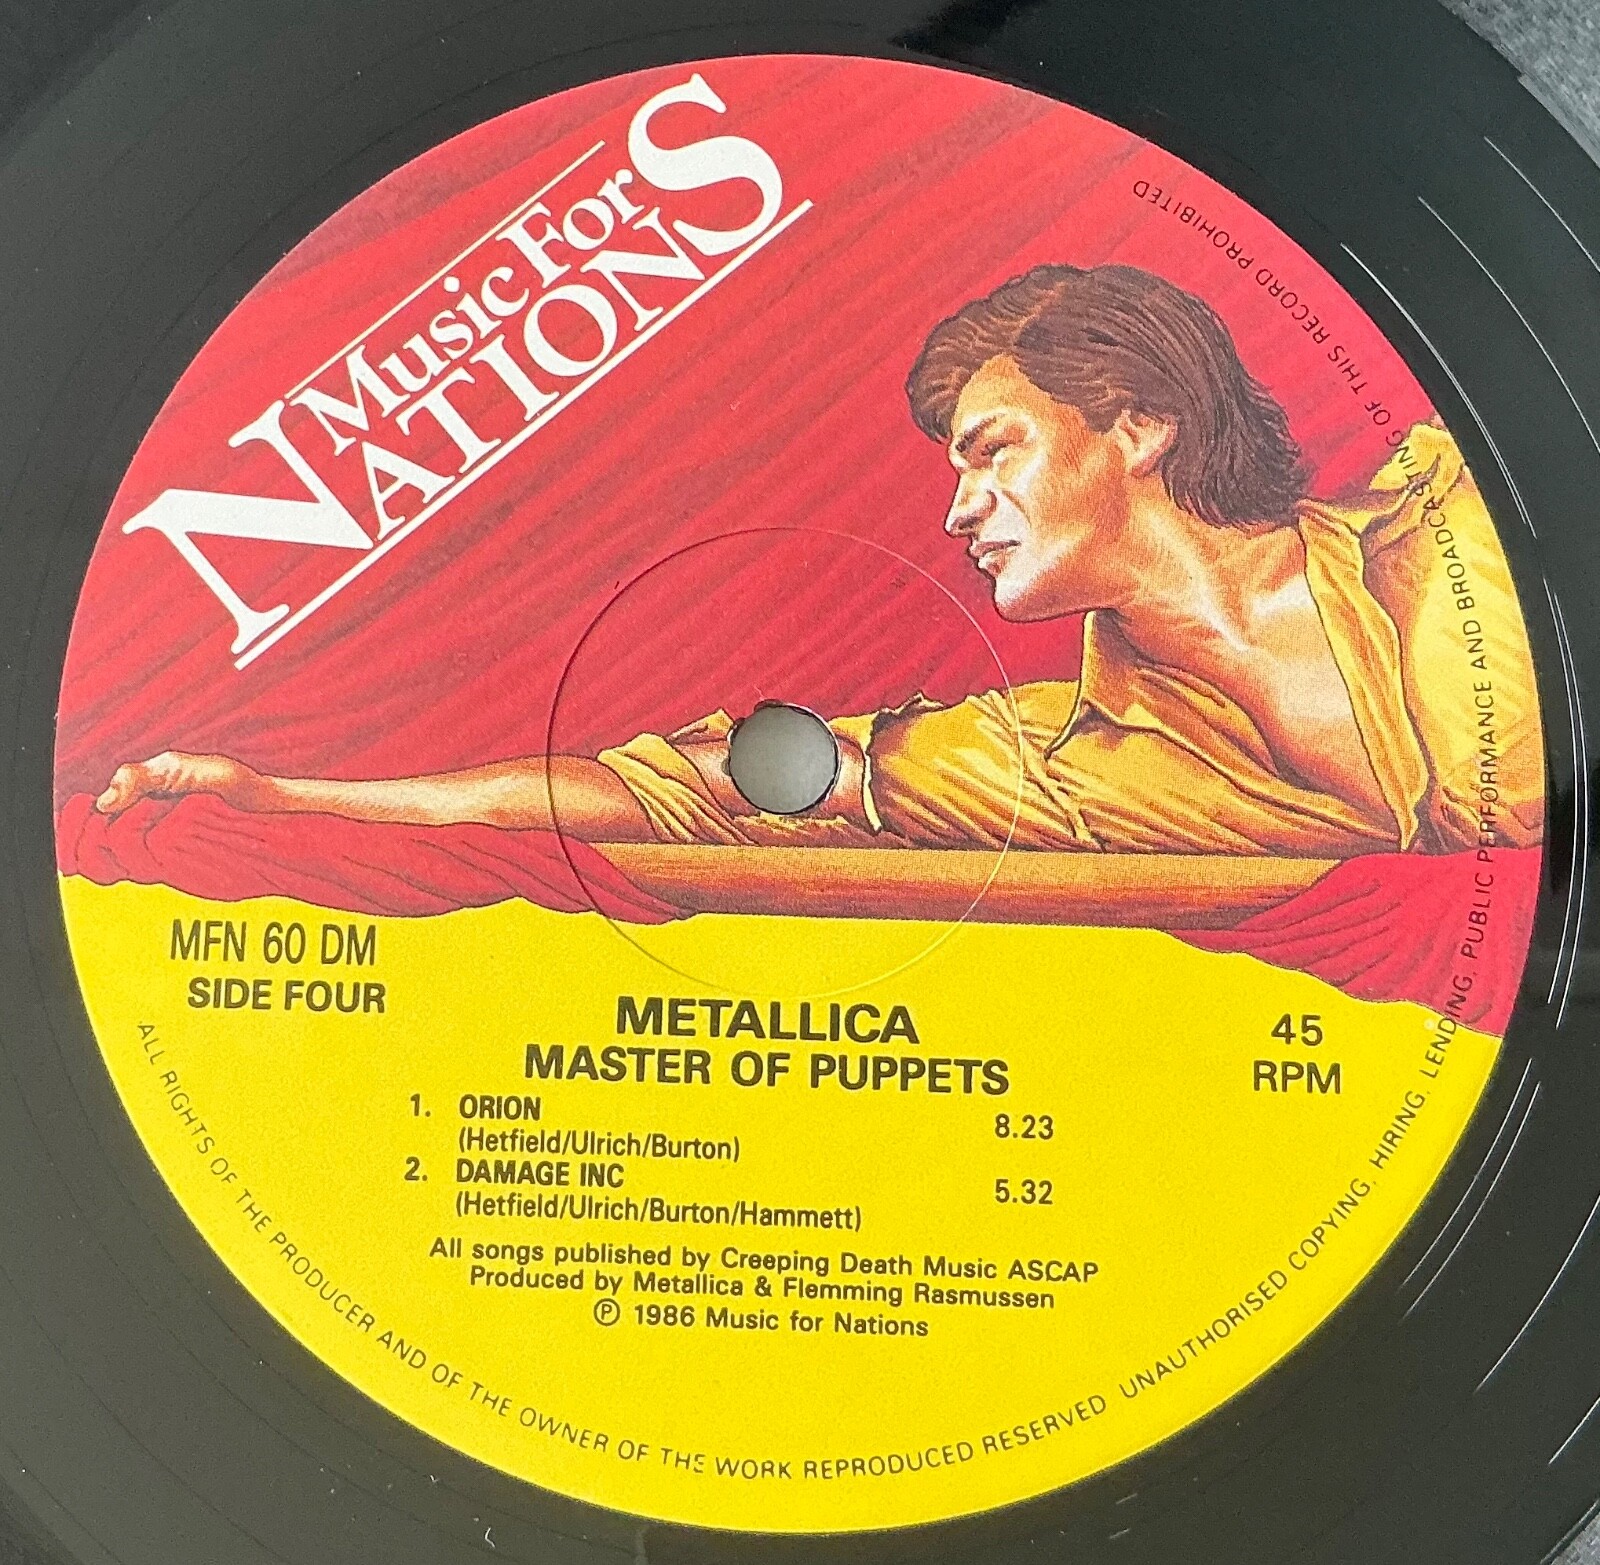 Music For
NATIONS
MFN 60 DM
SIDE FOUR
METALLICA
MASTER OF PUPPETS
45
RPM
1. ORION 8.23
(Hetfield/Ulrich/Burton)
2. DAMAGE INC 5.32
(Hetfield/Ulrich/Burton/Hammett)
All songs published by Creeping Death Music ASCAP
Produced by Metallica & Flemming Rasmussen
Ⓟ 1986 Music for Nations
ALL RIGHTS OF THE PRODUCER AND OF THE OWNER OF THE WORK REPRODUCED RESERVED UNAUTHORISED COPYING, HIRING, LENDING, PUBLIC PERFORMANCE AND BROADCASTING OF THIS RECORD PROHIBITED